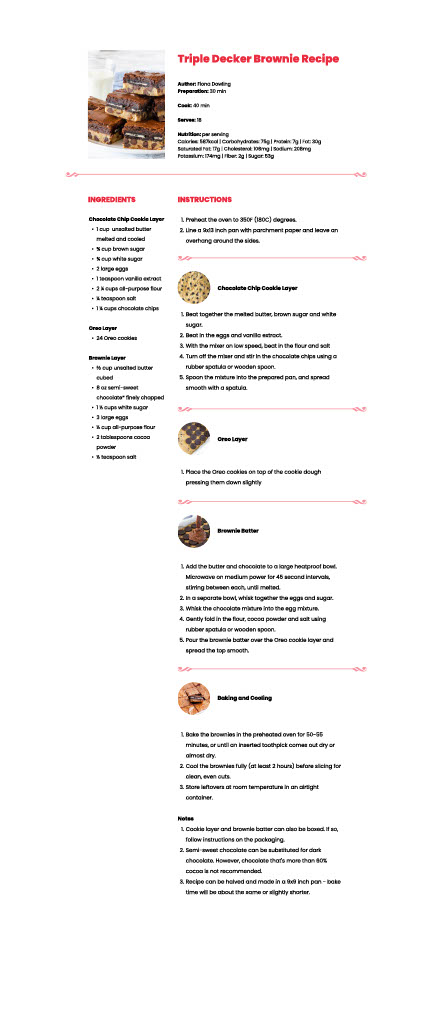 Triple Decker Brownie Recipe
Author: Fiona Dowling
Preparation: 30 min
Cook: 40 min
Serves: 18
Nutrition: per serving
Calories: 587kcal | Carbohydrates: 75g | Protein: 7g | Fat: 30g
Saturated Fat: 17g | Cholesterol: 106mg | Sodium: 208mg
Potassium: 174mg | Fiber: 2g | Sugar: 53g
INGREDIENTS
Chocolate Chip Cookie Layer
• 1 cup unsalted butter
melted and cooled
• ¾ cup brown sugar
• ¾ cup white sugar
• 2 large eggs
• 1 teaspoon vanilla extract
• 2 ¼ cups all-purpose flour
• ¼ teaspoon salt
• 1 ¼ cups chocolate chips
Oreo Layer
• 24 Oreo cookies
Brownie Layer
cup unsalted butter
cubed
• 8 oz semi-sweet
chocolate* finely chopped
cups white sugar
• 3 large eggs
cup all-purpose flour
• 2 tablespoons cocoa
powder
• ¼ teaspoon salt
INSTRUCTIONS
1. Preheat the oven to 350F (180C) degrees.
2. Line a 9x13 inch pan with parchment paper and leave an
overhang around the sides.
Chocolate Chip Cookie Layer
1. Beat together the melted butter, brown sugar and white
sugar.
2. Beat in the eggs and vanilla extract.
3. With the mixer on low speed, beat in the flour and salt
4. Turn off the mixer and stir in the chocolate chips using a
rubber spatula or wooden spoon.
5. Spoon the mixture into the prepared pan, and spread
smooth with a spatula.
Oreo Layer
1. Place the Oreo cookies on top of the cookie dough
pressing them down slightly
Brownie Batter
1. Add the butter and chocolate to a large heatproof bowl.
Microwave on medium power for 45 second intervals,
stirring between each, until melted.
2. In a separate bowl, whisk together the eggs and sugar.
3. Whisk the chocolate mixture into the egg mixture.
4. Gently fold in the flour, cocoa powder and salt using
rubber spatula or wooden spoon.
5. Pour the brownie batter over the Oreo cookie layer and
spread the top smooth.
Baking and Cooling
1. Bake the brownies in the preheated oven for 50-55
minutes, or until an inserted toothpick comes out dry or
almost dry.
2. Cool the brownies fully (at least 2 hours) before slicing for
clean, even cuts.
3. Store leftovers at room temperature in an airtight
container.
Notes
1. Cookie layer and brownie batter can also be boxed. If so,
follow instructions on the packaging.
2. Semi-sweet chocolate can be substituted for dark
chocolate. However, chocolate that's more than 60%
cocoa is not recommended.
3. Recipe can be halved and made in a 9x9 inch pan - bake
time will be about the same or slightly shorter.